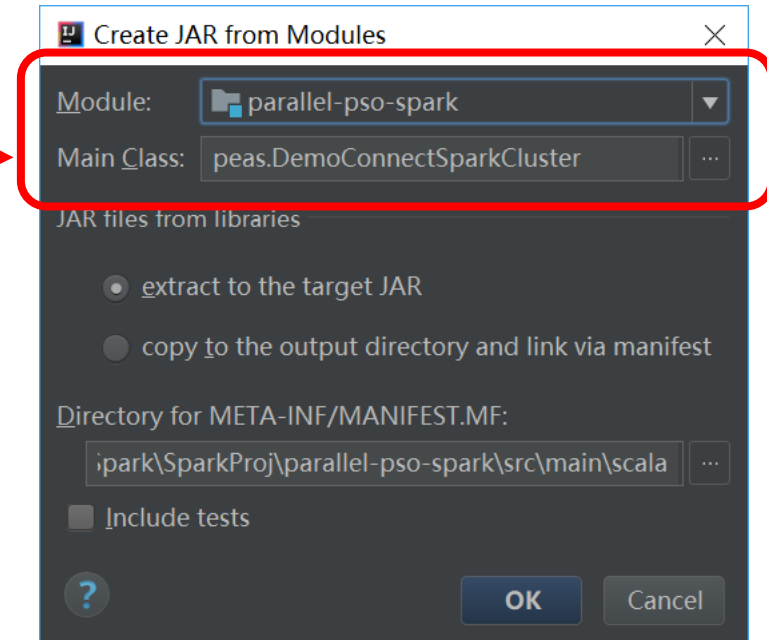 Create JAR from Modules
Module: parallel-pso-spark
Main Class: peas.DemoConnectSparkCluster ...
JAR files from libraries
extract to the target JAR
copy to the output directory and link via manifest
Directory for META-INF/MANIFEST.MF:
park\SparkProj\parallel-pso-spark\src\main\scala ...
Include tests
? OK Cancel